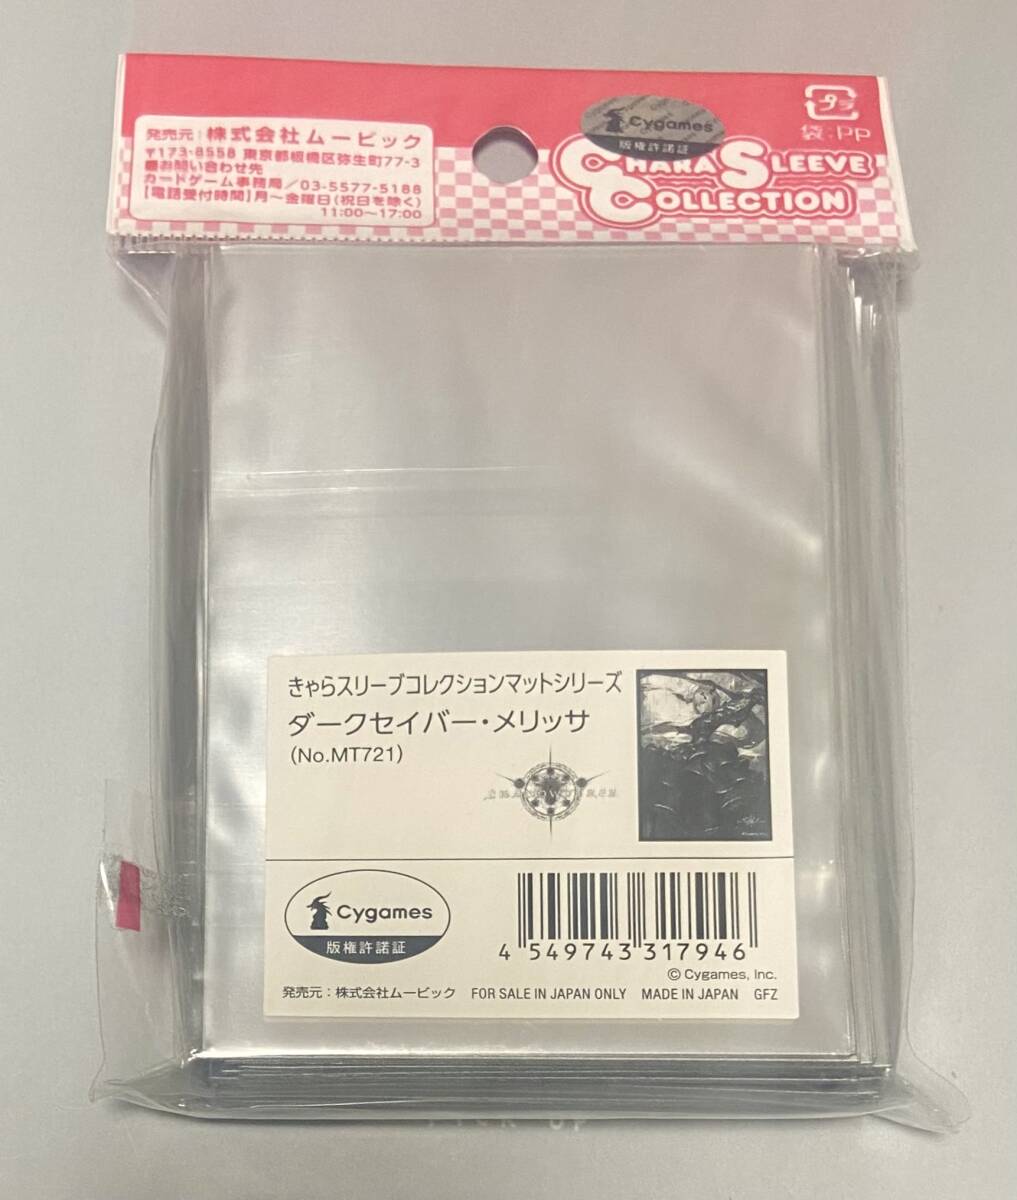 発売元:株式会社ムービック
〒173-8558 東京都板橋区弥生町77-3
■お問い合わせ先
カードゲーム事務局/03-5577-5188
【電話受付時間】月～金曜日(祝日を除く)
11:00～17:00
Cygames
版権許諾証
CHARA SLEEVE
COLLECTION
プラ
袋:PP
きゃらスリーブコレクションマットシリーズ
ダークセイバー・メリッサ
(No.MT721)
Cygames
版権許諾証
4 549743 317946
© Cygames, Inc.
発売元:株式会社ムービック FOR SALE IN JAPAN ONLY MADE IN JAPAN GFZ
PICK UP